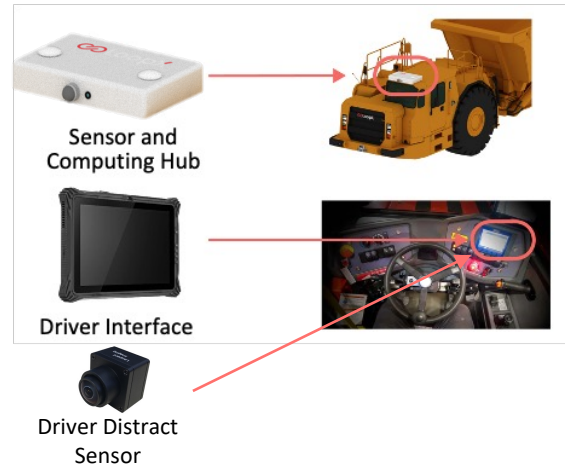 Sensor and
Computing Hub
Driver Interface
Driver Distract
Sensor